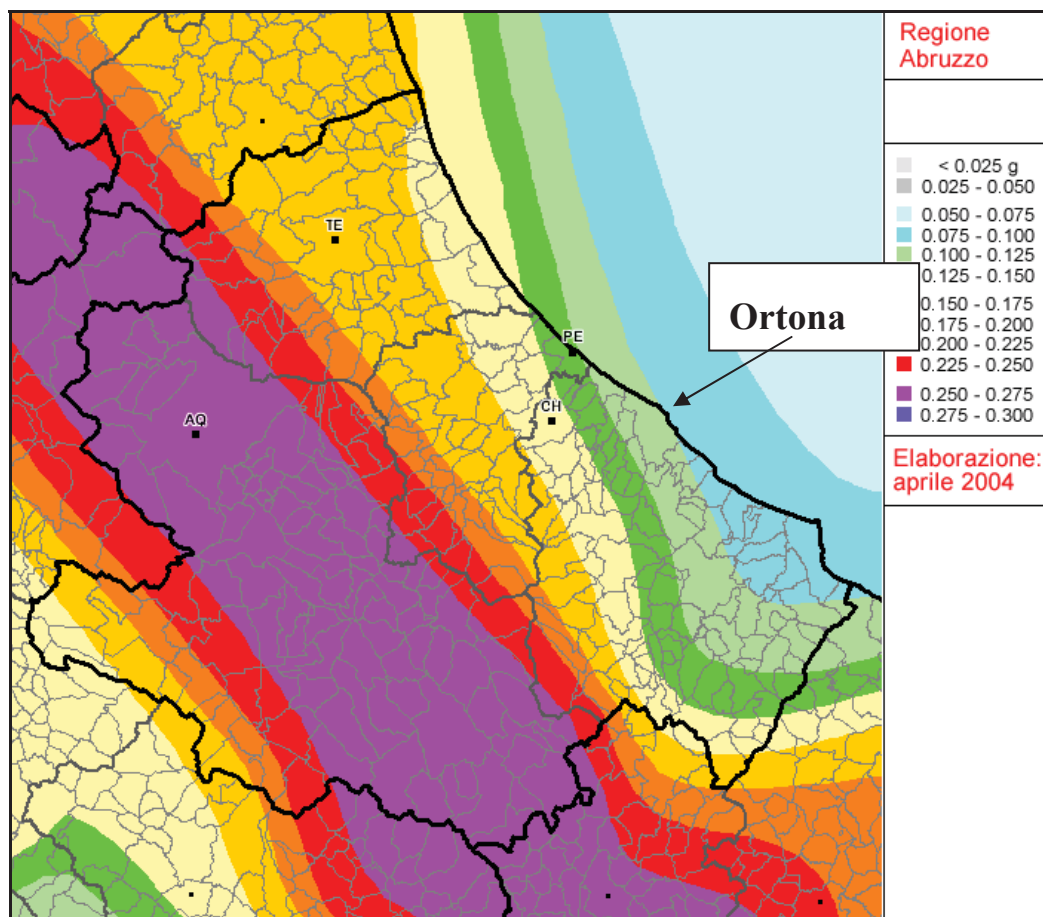 Regione
Abruzzo
< 0.025 g
0.025 - 0.050
0.050 - 0.075
0.075 - 0.100
0.100 - 0.125
0.125 - 0.150
0.150 - 0.175
0.175 - 0.200
0.200 - 0.225
0.225 - 0.250
0.250 - 0.275
0.275 - 0.300
Elaborazione:
aprile 2004
TE
Ortona
PE
CH
AQ